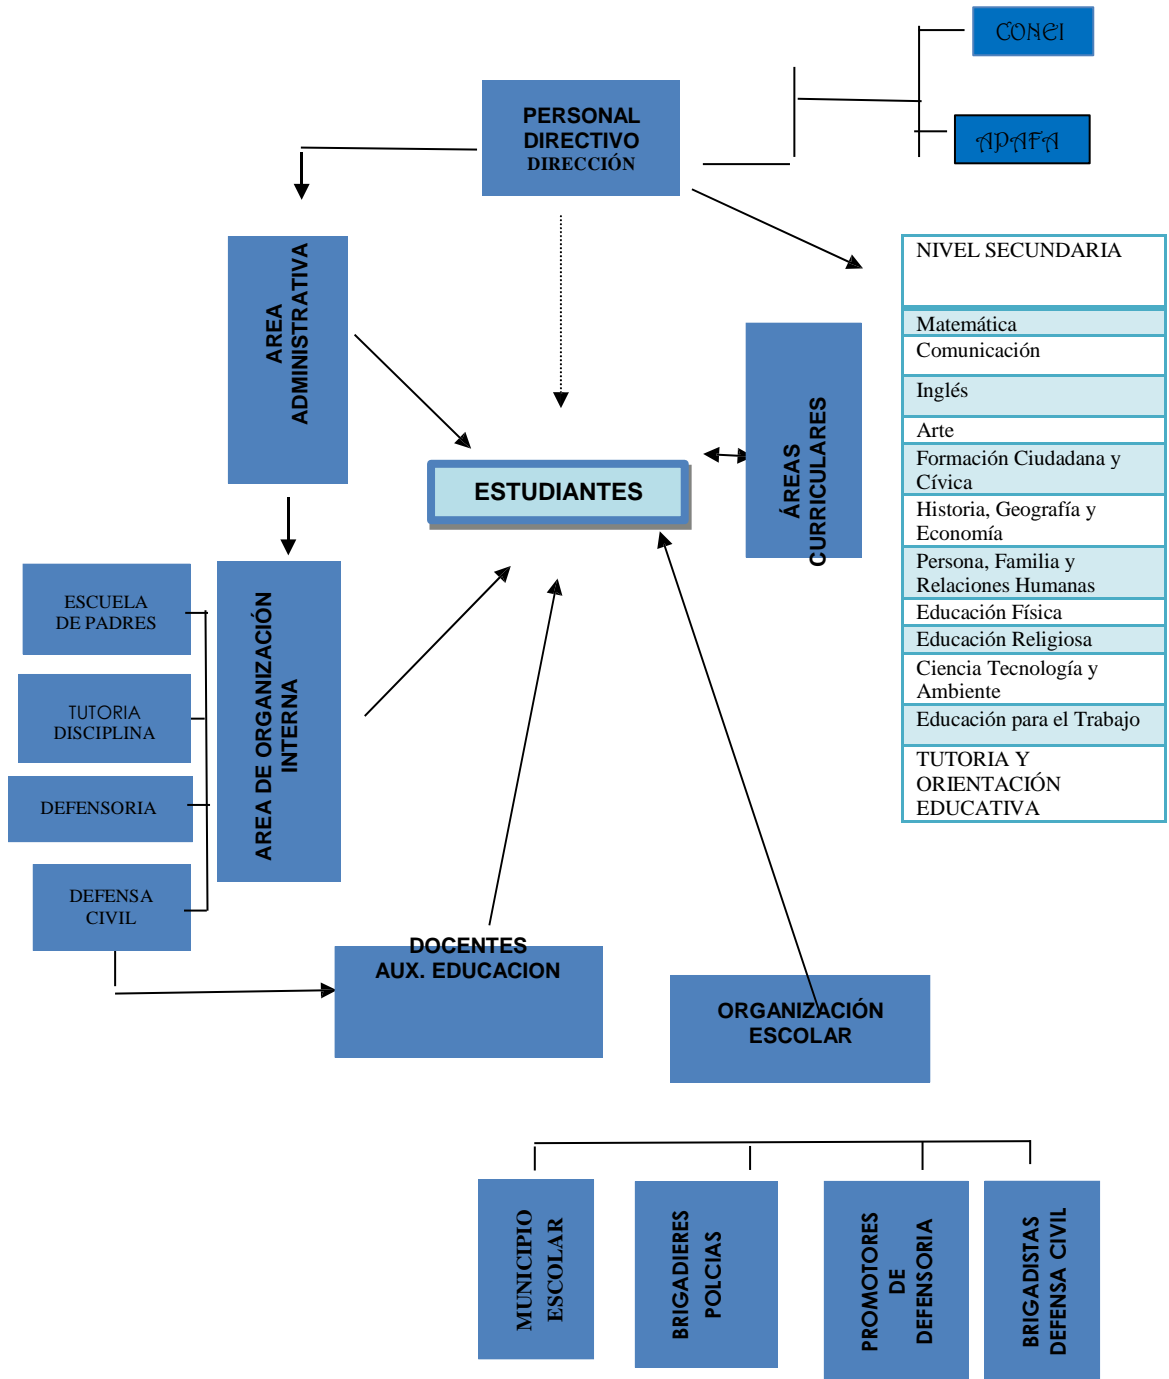 CONEI
PERSONAL
DIRECTIVO
DIRECCIÓN
APAFA
AREA
ADMINISTRATIVA
NIVEL SECUNDARIA
Matemática
Comunicación
Inglés
Arte
Formación Ciudadana y
Cívica
Historia, Geografía y
Economía
Persona, Familia y
Relaciones Humanas
Educación Física
Educación Religiosa
Ciencia Tecnología y
Ambiente
Educación para el Trabajo
TUTORIA Y
ORIENTACIÓN
EDUCATIVA
ÁREAS
CURRICULARES
ESTUDIANTES
ESCUELA
DE PADRES
TUTORIA
DISCIPLINA
DEFENSORIA
DEFENSA
CIVIL
AREA DE ORGANIZACIÓN
INTERNA
DOCENTES
AUX. EDUCACION
ORGANIZACIÓN
ESCOLAR
MUNICIPIO
ESCOLAR
BRIGADIERES
POLCIAS
PROMOTORES
DE
DEFENSORIA
BRIGADISTAS
DEFENSA CIVIL